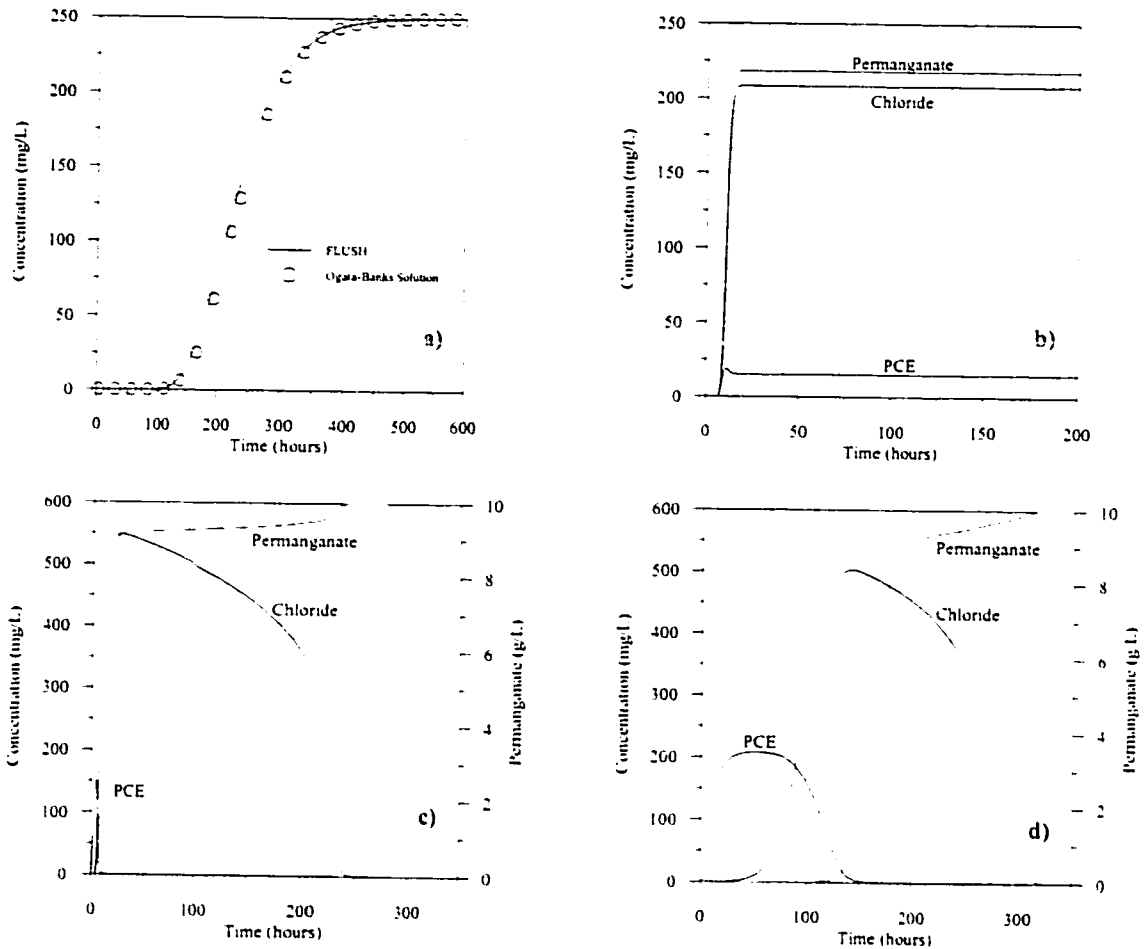 250
200
150
100
50
0
Concentration (mg/L)
FLUSH
Ogata-Banks Solution
a)
0 100 200 300 400 500 600
Time (hours)
250
200
150
100
50
0
Concentration (mg/L)
Permanganate
Chloride
PCE
b)
0 50 100 150 200
Time (hours)
600
500
400
300
200
100
0
Concentration (mg/L)
Permanganate
Chloride
PCE
c)
10
8
6
4
2
0
Permanganate (g/L)
0 100 200 300
Time (hours)
600
500
400
300
200
100
0
Concentration (mg/L)
Permanganate
Chloride
PCE
d)
10
8
6
4
2
0
Permanganate (g/L)
0 100 200 300
Time (hours)